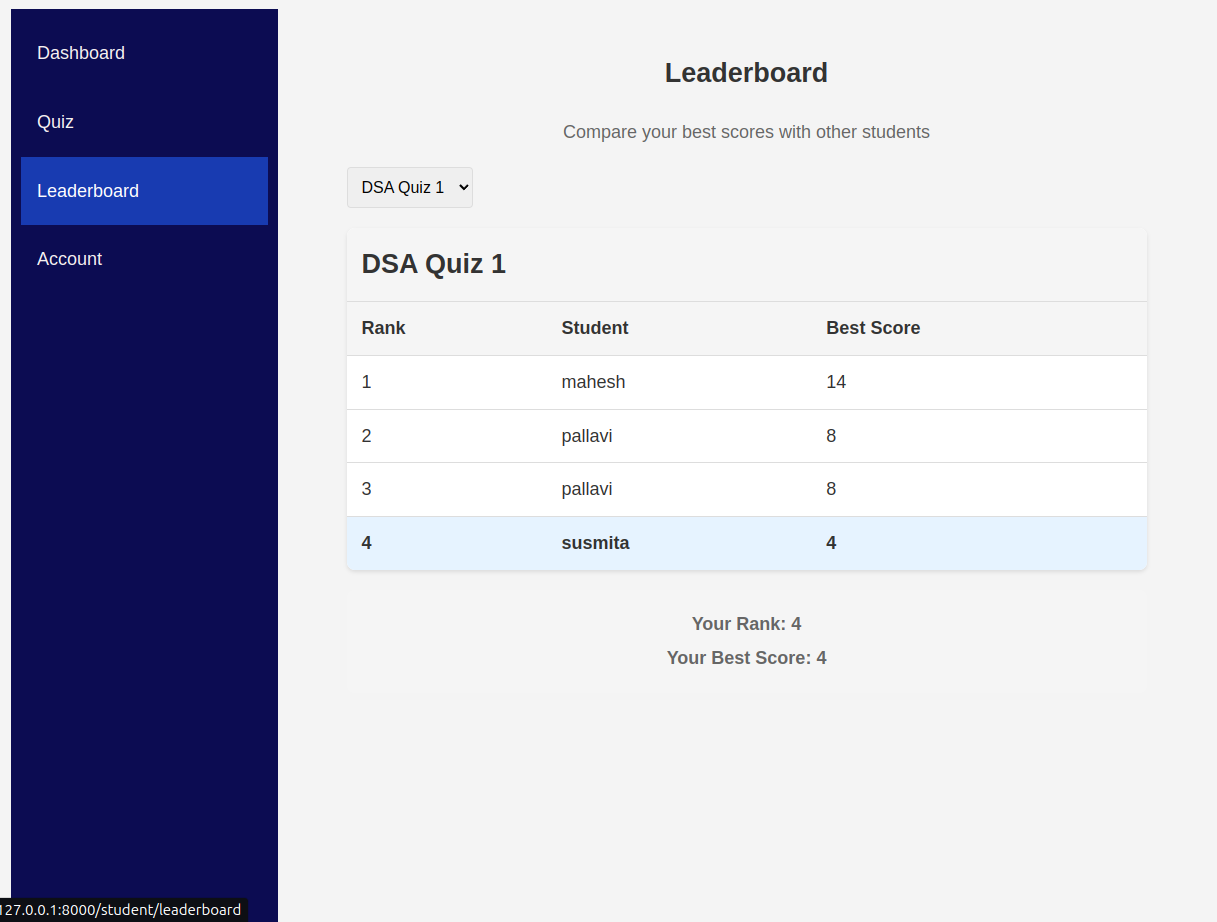 Dashboard
Quiz
Leaderboard
Account
Leaderboard
Compare your best scores with other students
DSA Quiz 1
DSA Quiz 1
Rank Student Best Score
1 mahesh 14
2 pallavi 8
3 pallavi 8
4 susmita 4
Your Rank: 4
Your Best Score: 4
127.0.0.1:8000/student/leaderboard